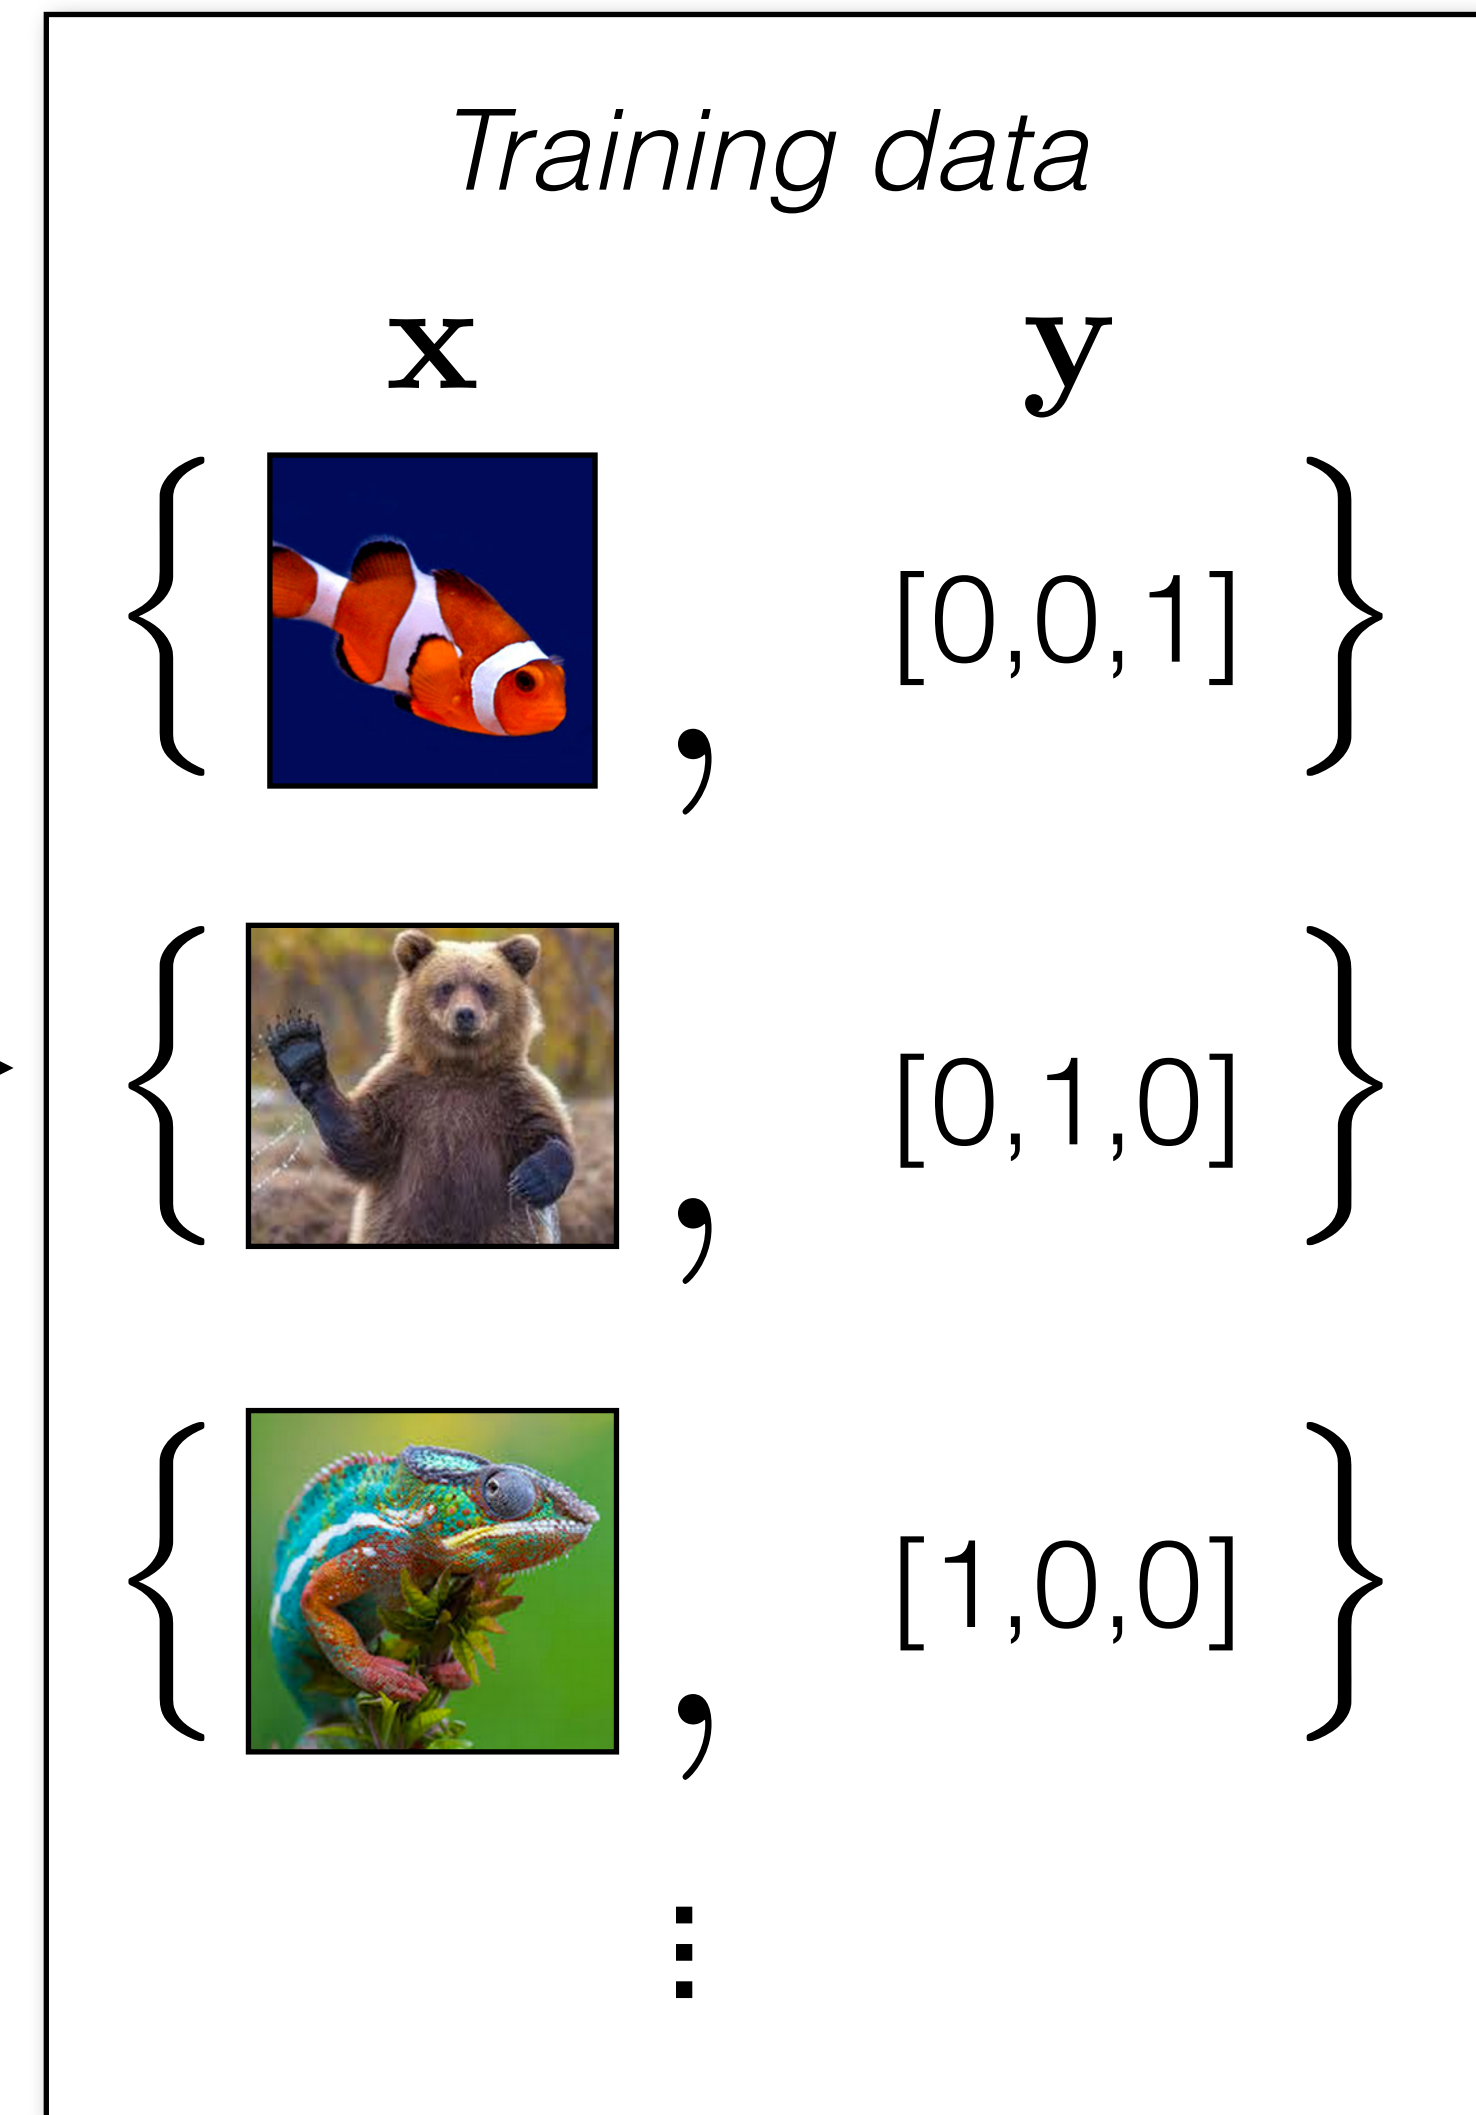 Training data
x y
{ , [0,0,1] }
{ , [0,1,0] }
{ , [1,0,0] }
⋮